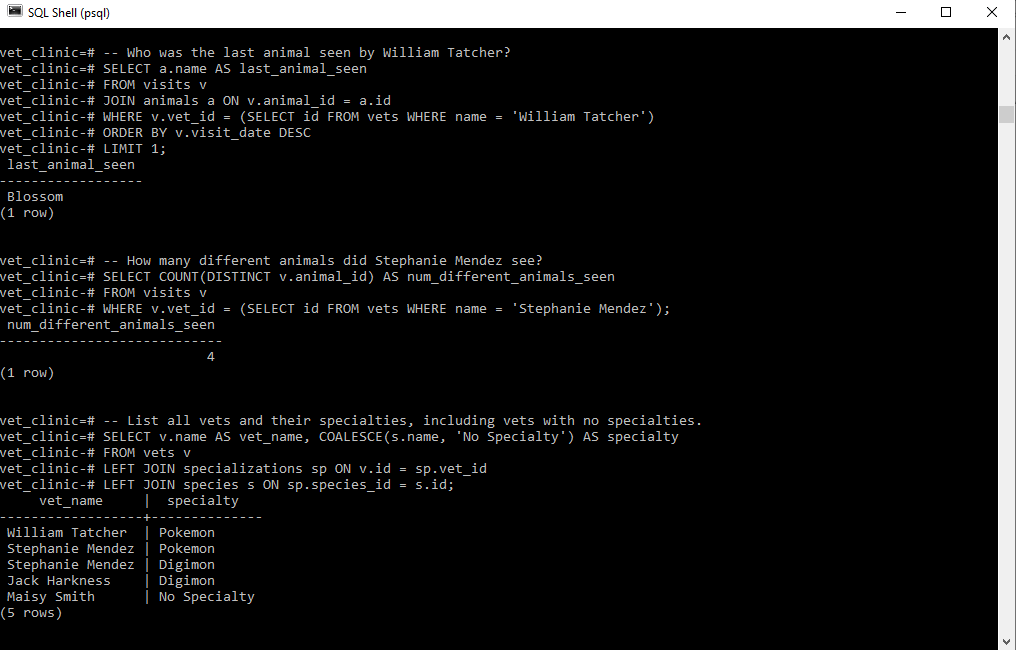 SQL Shell (psql)
vet_clinic=# -- Who was the last animal seen by William Tatcher?
vet_clinic=# SELECT a.name AS last_animal_seen
vet_clinic-# FROM visits v
vet_clinic-# JOIN animals a ON v.animal_id = a.id
vet_clinic-# WHERE v.vet_id = (SELECT id FROM vets WHERE name = 'William Tatcher')
vet_clinic-# ORDER BY v.visit_date DESC
vet_clinic-# LIMIT 1;
 last_animal_seen
------------------
 Blossom
(1 row)
vet_clinic=# -- How many different animals did Stephanie Mendez see?
vet_clinic=# SELECT COUNT(DISTINCT v.animal_id) AS num_different_animals_seen
vet_clinic-# FROM visits v
vet_clinic-# WHERE v.vet_id = (SELECT id FROM vets WHERE name = 'Stephanie Mendez');
 num_different_animals_seen
----------------------------
                          4
(1 row)
vet_clinic=# -- List all vets and their specialties, including vets with no specialties.
vet_clinic=# SELECT v.name AS vet_name, COALESCE(s.name, 'No Specialty') AS specialty
vet_clinic-# FROM vets v
vet_clinic-# LEFT JOIN specializations sp ON v.id = sp.vet_id
vet_clinic-# LEFT JOIN species s ON sp.species_id = s.id;
     vet_name     |  specialty
------------------+--------------
 William Tatcher  | Pokemon
 Stephanie Mendez | Pokemon
 Stephanie Mendez | Digimon
 Jack Harkness    | Digimon
 Maisy Smith      | No Specialty
(5 rows)